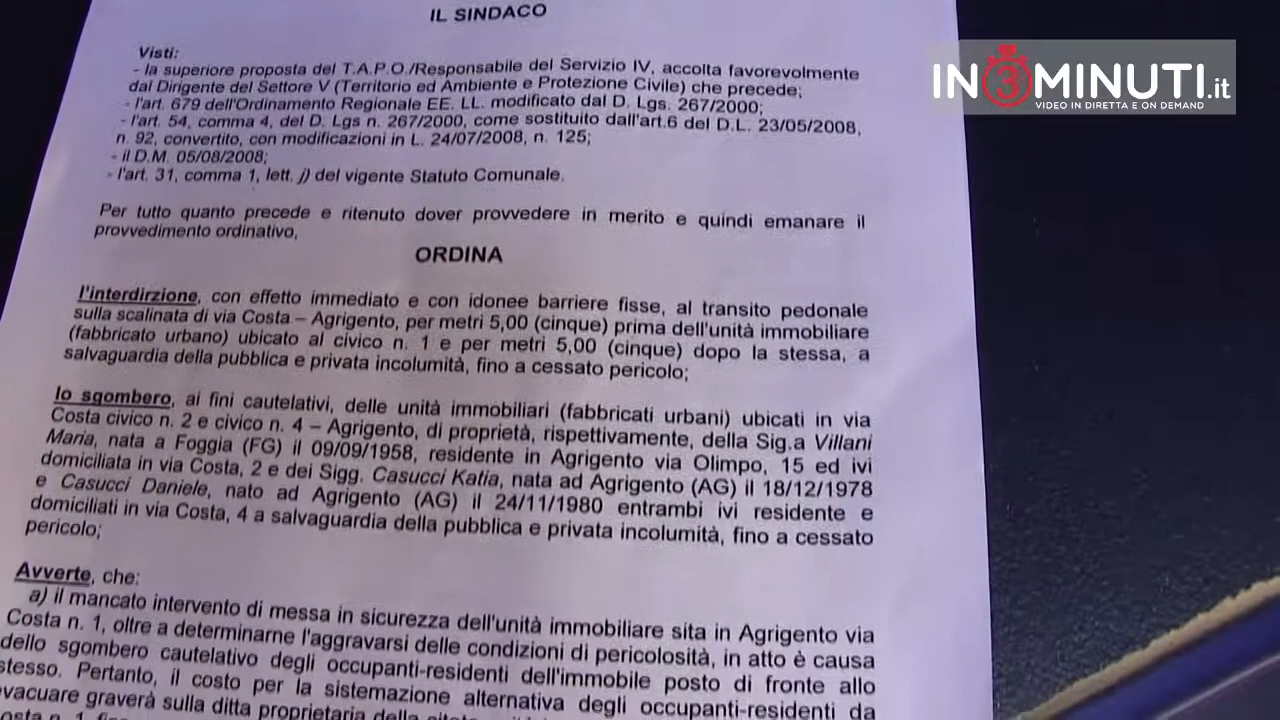 IL SINDACO
IN3MINUTI.it
VIDEO IN DIRETTA E ON DEMAND
Visti:
- la superiore proposta del T.A.P.O./Responsabile del Servizio IV, accolta favorevolmente
dal Dirigente del Settore V (Territorio ed Ambiente e Protezione Civile) che precede;
- l'art. 679 dell'Ordinamento Regionale EE. LL. modificato dal D. Lgs. 267/2000;
- l'art. 54, comma 4, del D. Lgs n. 267/2000, come sostituito dall'art.6 del D.L. 23/05/2008,
n. 92, convertito, con modificazioni in L. 24/07/2008, n. 125;
- il D.M. 05/08/2008;
- l'art. 31, comma 1, lett. j) del vigente Statuto Comunale.
Per tutto quanto precede e ritenuto dover provvedere in merito e quindi emanare il
provvedimento ordinativo,
ORDINA
l'interdirzione, con effetto immediato e con idonee barriere fisse, al transito pedonale
sulla scalinata di via Costa – Agrigento, per metri 5,00 (cinque) prima dell'unità immobiliare
(fabbricato urbano) ubicato al civico n. 1 e per metri 5,00 (cinque) dopo la stessa, a
salvaguardia della pubblica e privata incolumità, fino a cessato pericolo;
lo sgombero, ai fini cautelativi, delle unità immobiliari (fabbricati urbani) ubicati in via
Costa civico n. 2 e civico n. 4 – Agrigento, di proprietà, rispettivamente, della Sig.a Villani
Maria, nata a Foggia (FG) il 09/09/1958, residente in Agrigento via Olimpo, 15 ed ivi
domiciliata in via Costa, 2 e dei Sigg. Casucci Katia, nata ad Agrigento (AG) il 18/12/1978
e Casucci Daniele, nato ad Agrigento (AG) il 24/11/1980 entrambi ivi residente e
domiciliati in via Costa, 4 a salvaguardia della pubblica e privata incolumità, fino a cessato
pericolo;
Avverte, che:
a) il mancato intervento di messa in sicurezza dell'unità immobiliare sita in Agrigento via
Costa n. 1, oltre a determinarne l'aggravarsi delle condizioni di pericolosità, in atto è causa
dello sgombero cautelativo degli occupanti-residenti dell'immobile posto di fronte allo
stesso. Pertanto, il costo per la sistemazione alternativa degli occupanti-residenti da
evacuare graverà sulla ditta proprietaria della